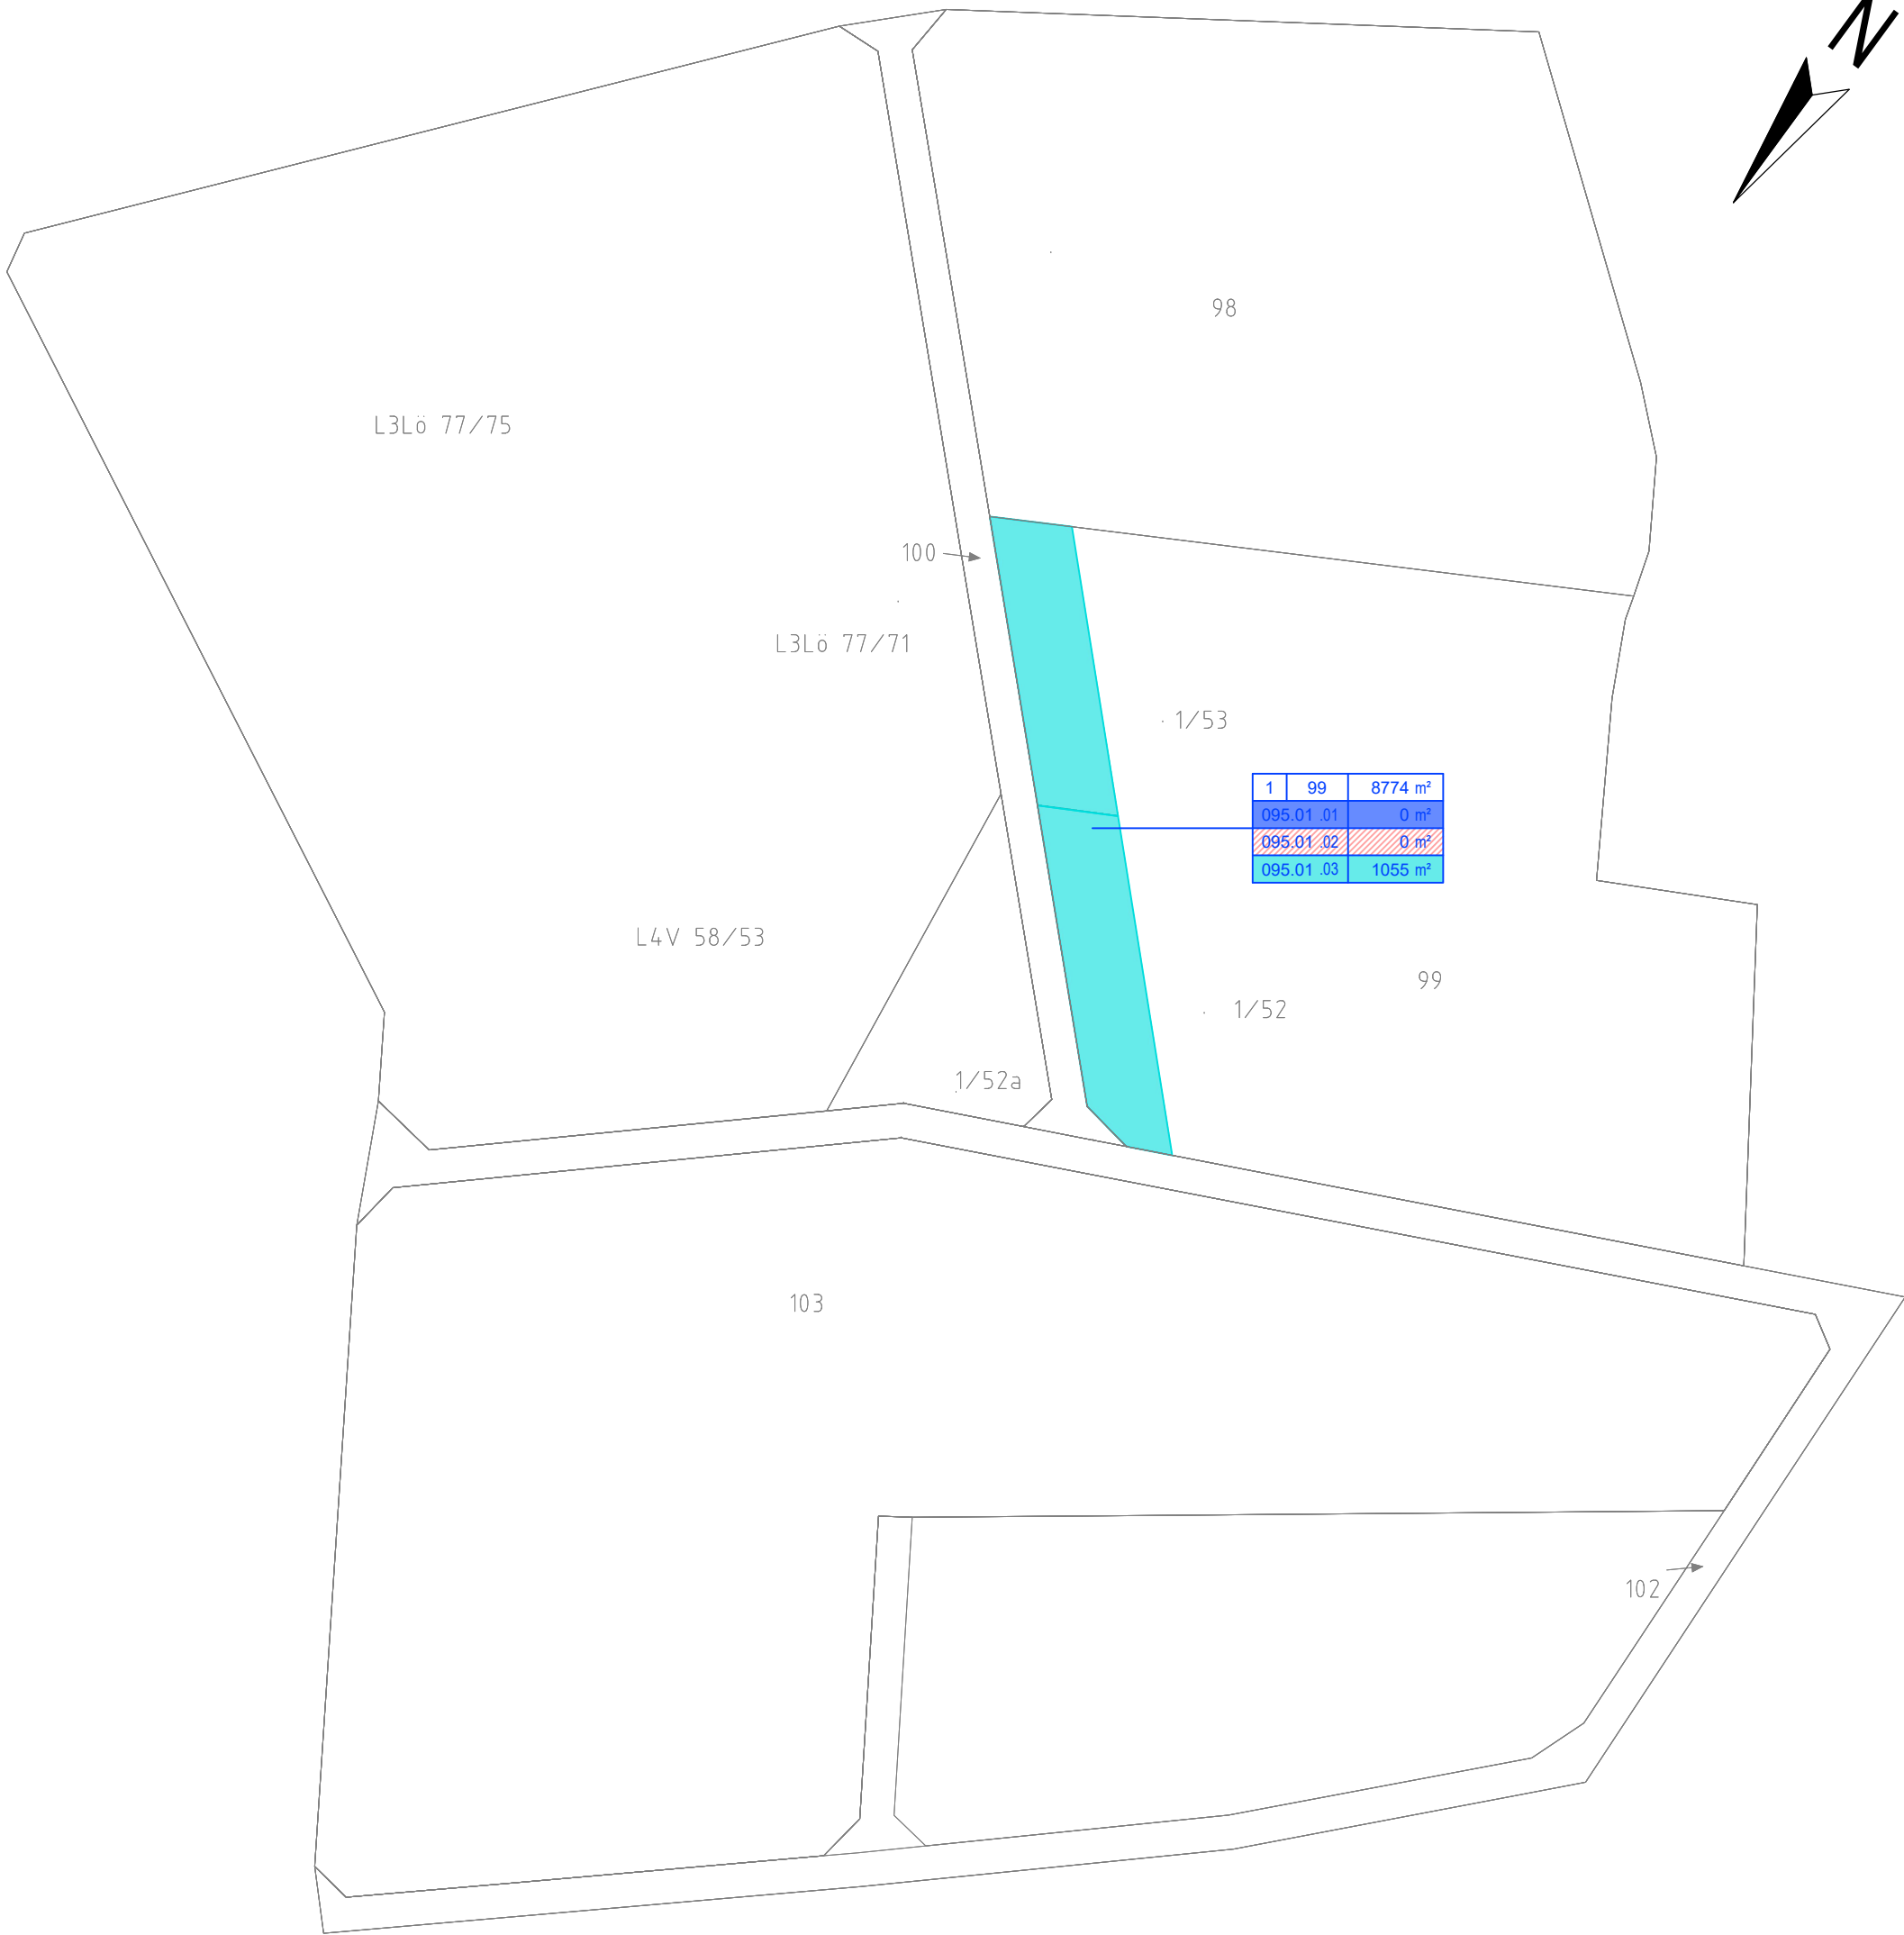 N
98
L3Lö 77/75
100
L3Lö 77/71
1/53
1 99 8774 m²
095.01 .01 0 m²
095.01 .02 0 m²
095.01 .03 1055 m²
L4V 58/53
99
1/52
1/52a
103
102